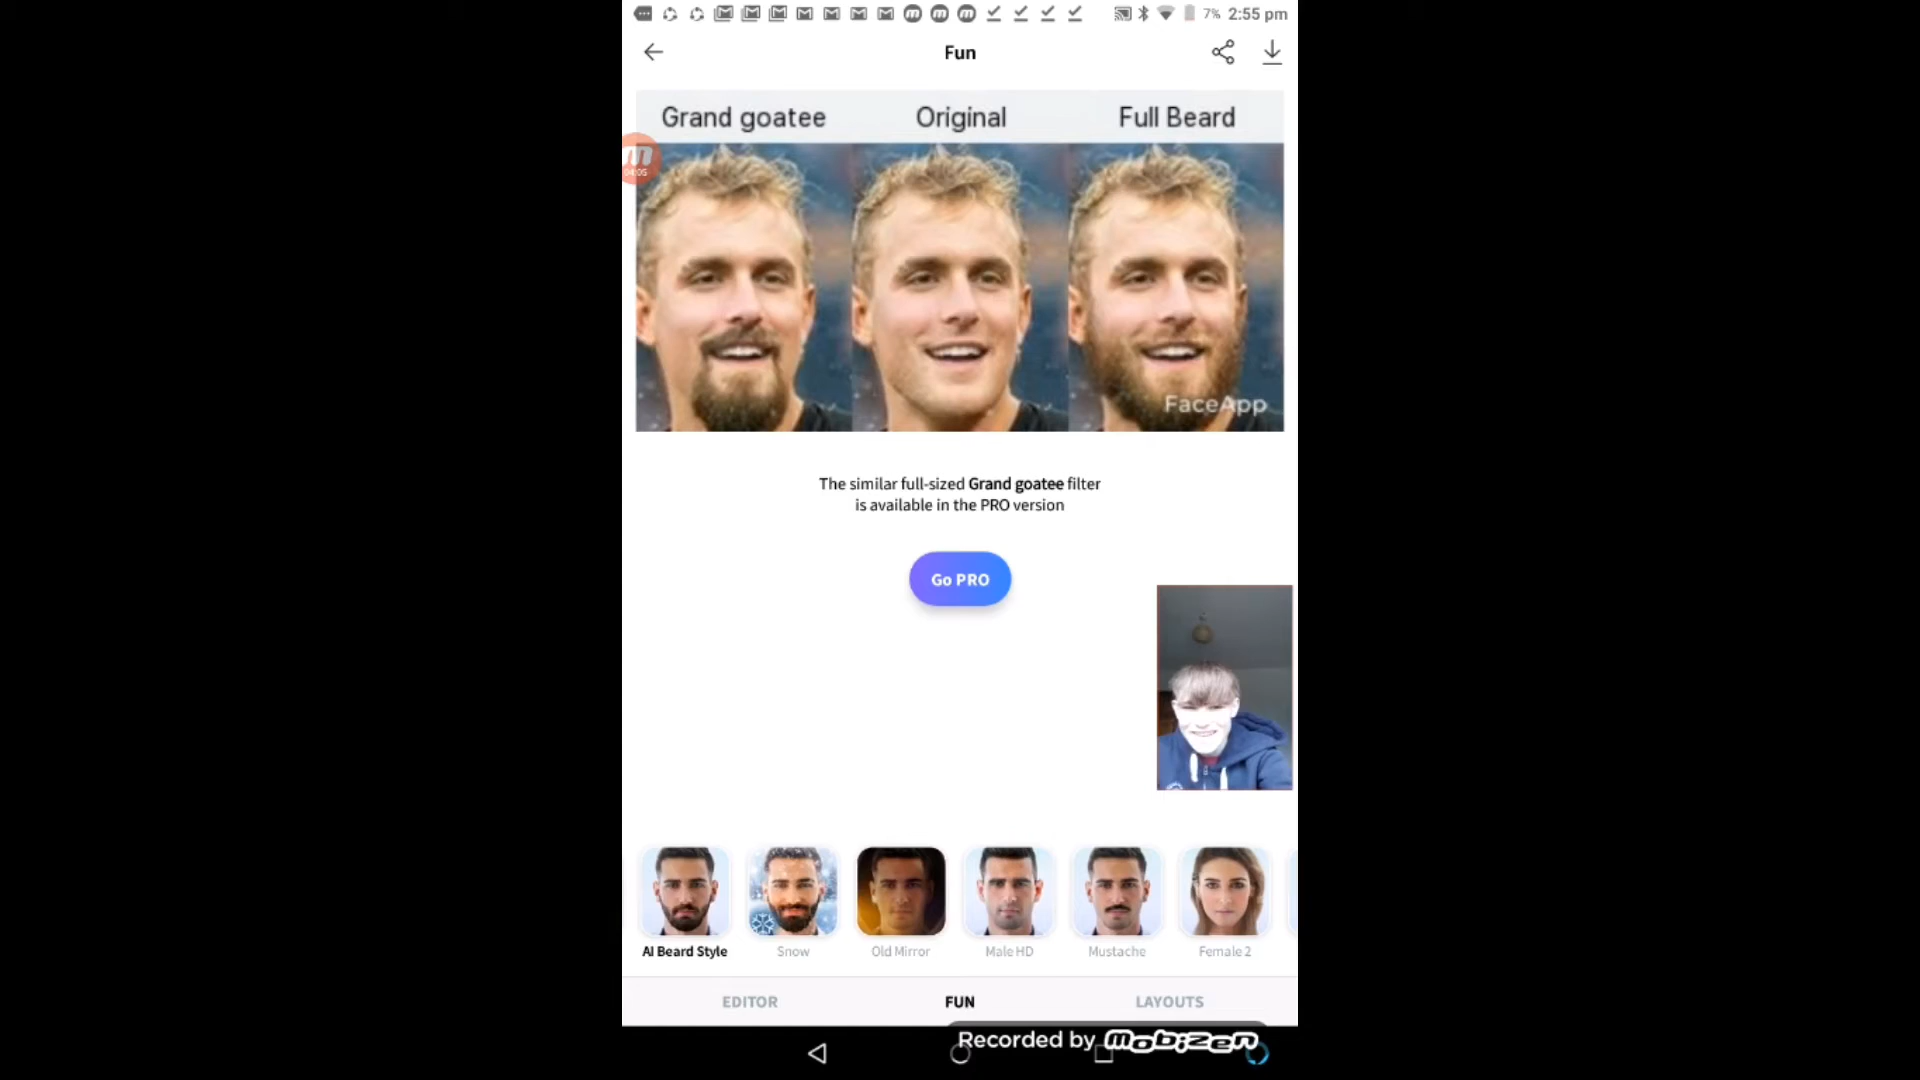 7% 2:55 pm
Fun
Grand goatee Original Full Beard
04:05
FaceApp
The similar full-sized Grand goatee filter
is available in the PRO version
Go PRO
AI Beard Style Snow Old Mirror Male HD Mustache Female 2
EDITOR FUN LAYOUTS
Recorded by mobizen